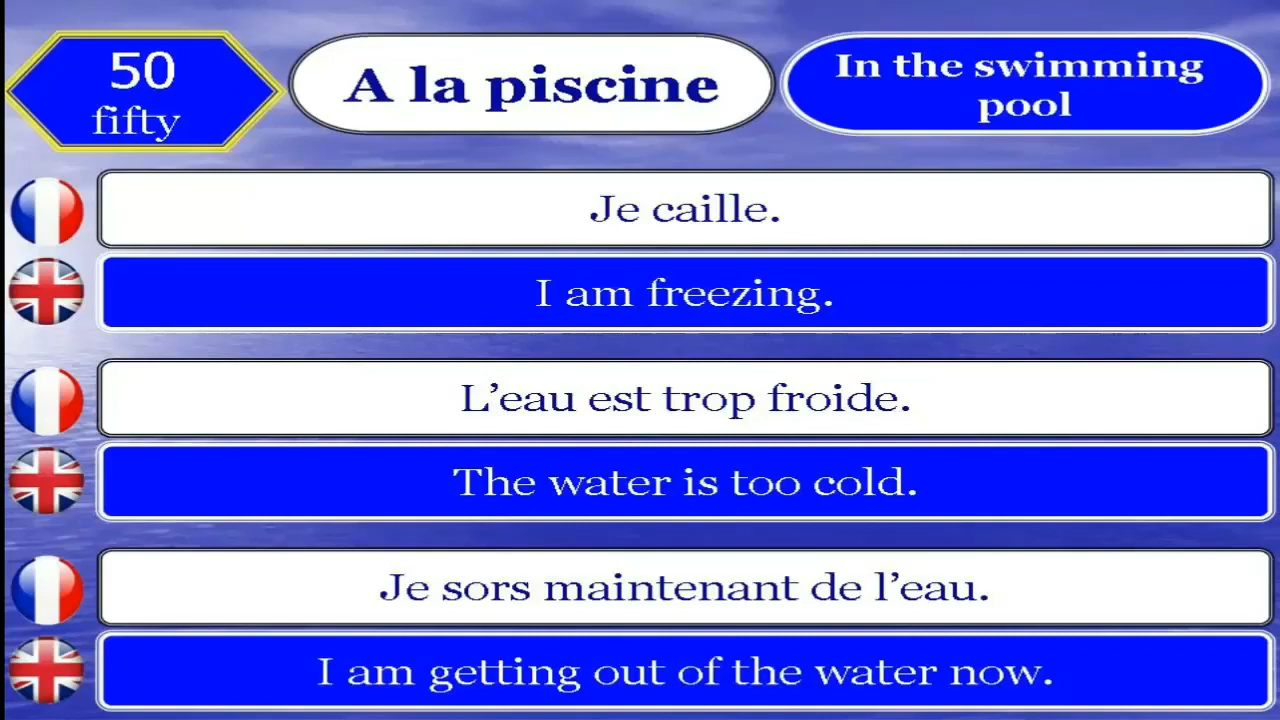 50
fifty
A la piscine
In the swimming
pool
Je caille.
I am freezing.
L’eau est trop froide.
The water is too cold.
Je sors maintenant de l’eau.
I am getting out of the water now.